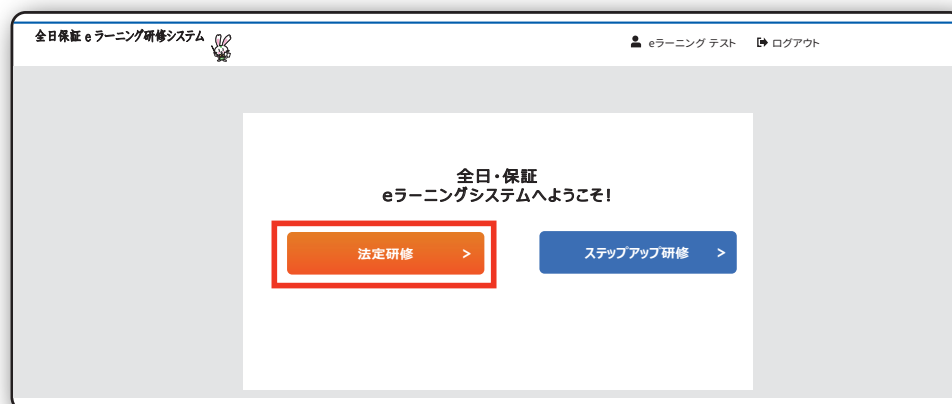 全日保証 e ラーニング研修システム
eラーニング テスト ログアウト
全日・保証
eラーニングシステムへようこそ!
法定研修 >
ステップアップ研修 >